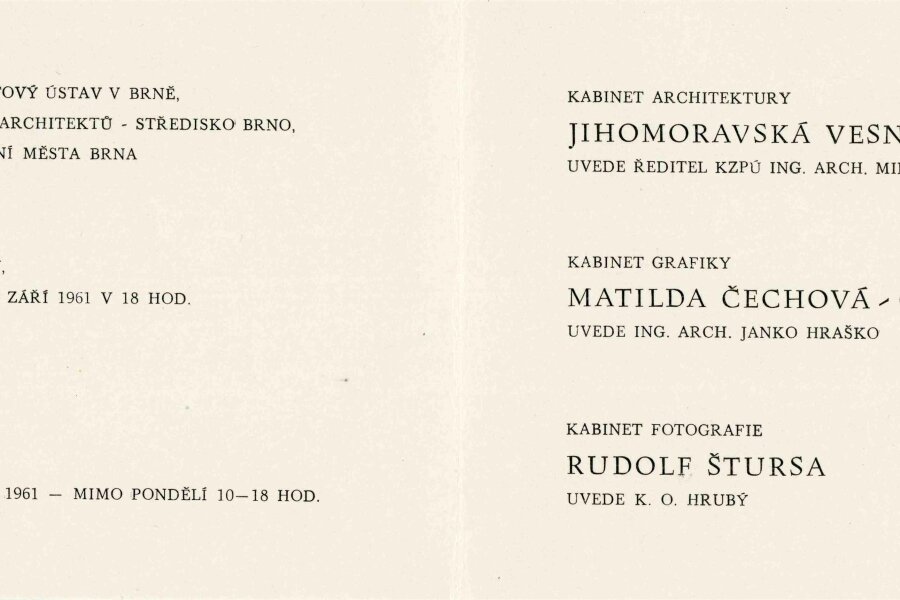 TOVÝ ÚSTAV V BRNĚ,
ARCHITEKTŮ - STŘEDISKO BRNO,
NÍ MĚSTA BRNA
ZÁŘÍ 1961 V 18 HOD.
1961 — MIMO PONDĚLÍ 10—18 HOD.
KABINET ARCHITEKTURY
JIHOMORAVSKÁ VESN
UVEDE ŘEDITEL KZPÚ ING. ARCH. MI
KABINET GRAFIKY
MATILDA ČECHOVÁ -
UVEDE ING. ARCH. JANKO HRAŠKO
KABINET FOTOGRAFIE
RUDOLF ŠTURSA
UVEDE K. O. HRUBÝ